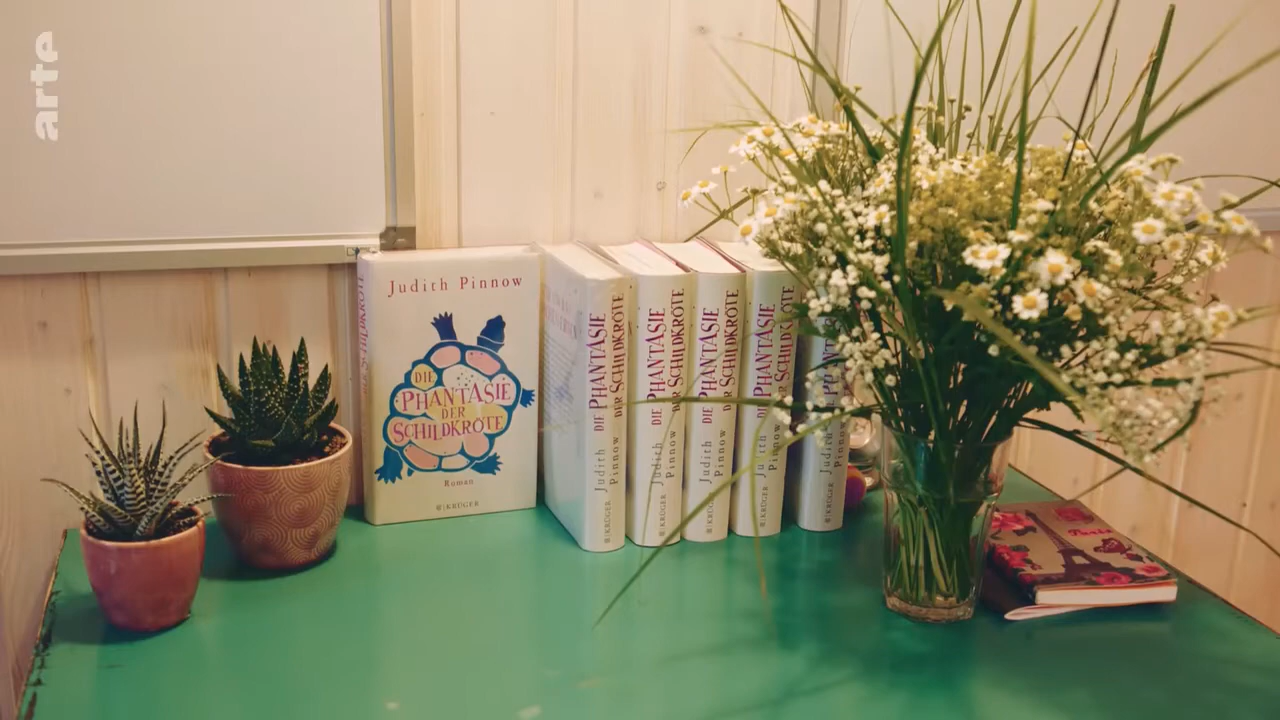 arte
Judith Pinnow
DIE
PHANTASIE
DER
SCHILDKRÖTE
Roman
KRÜGER
Judith Pinnow DIE PHANTASIE DER SCHILDKRÖTE
KRÜGER
Judith Pinnow DIE PHANTASIE DER SCHILDKRÖTE
KRÜGER
Judith Pinnow DIE PHANTASIE DER SCHILDKRÖTE
KRÜGER
Judith Pinnow DIE PHANTASIE DER SCHILDKRÖTE
KRÜGER
Judith Pinnow
KRÜGER
Paris